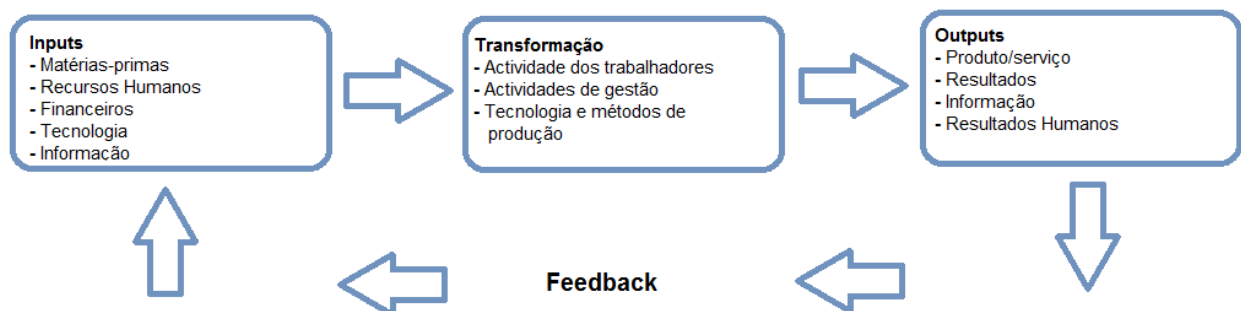 Inputs
- Matérias-primas
- Recursos Humanos
- Financeiros
- Tecnologia
- Informação
Transformação
- Actividade dos trabalhadores
- Actividades de gestão
- Tecnologia e métodos de
produção
Outputs
- Produto/serviço
- Resultados
- Informação
- Resultados Humanos
Feedback